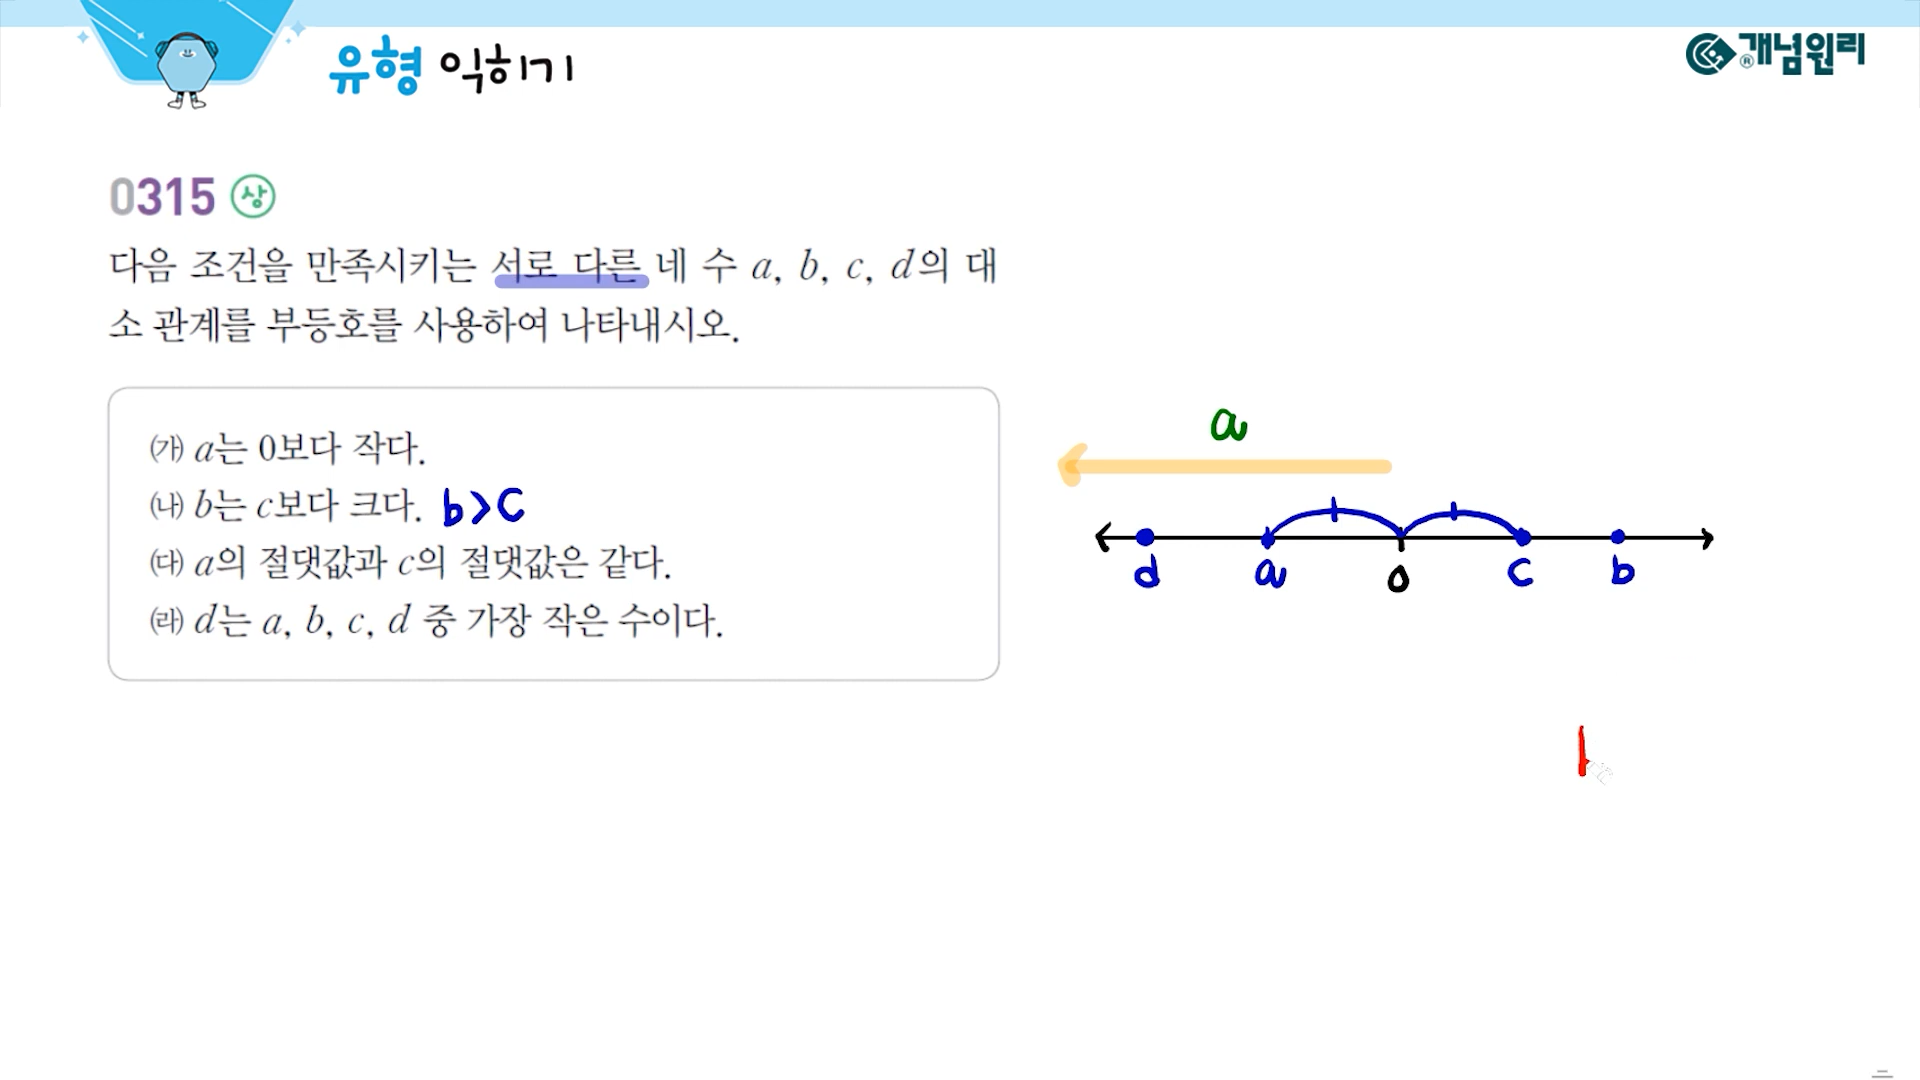 유형 익히기
개념원리®
0315 상
다음 조건을 만족시키는 서로 다른 네 수 a, b, c, d의 대
소 관계를 부등호를 사용하여 나타내시오.
㈎ a는 0보다 작다.
㈏ b는 c보다 크다. b>c
㈐ a의 절댓값과 c의 절댓값은 같다.
㈑ d는 a, b, c, d 중 가장 작은 수이다.
a
d a 0 c b